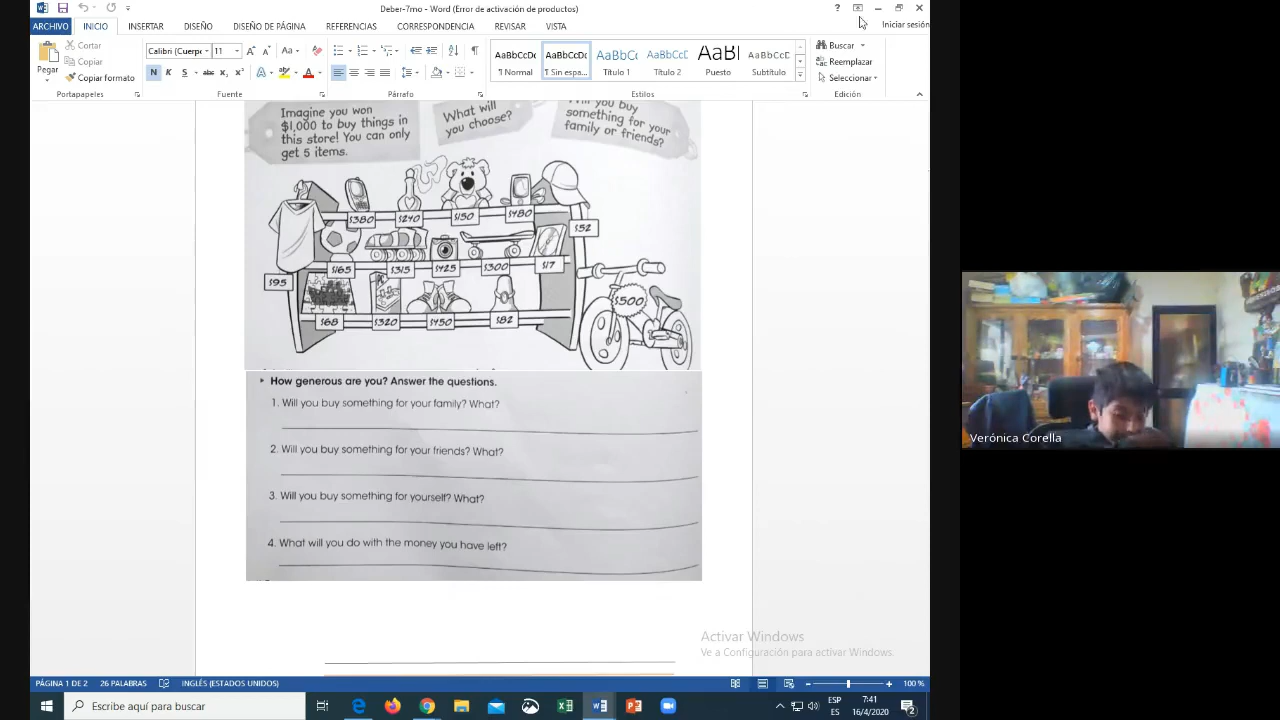 Deber-7mo - Word (Error de activación de productos)
ARCHIVO INICIO INSERTAR DISEÑO DISEÑO DE PÁGINA REFERENCIAS CORRESPONDENCIA REVISAR VISTA
Iniciar sesión
Pegar
Cortar
Copiar
Copiar formato
Portapapeles
Calibri (Cuerpo 11
Aa
N K S abc x₂ x²
Fuente
Párrafo
AaBbCcDc AaBbCcDc AaBbCc AaBbCcD AaBl AaBbCcD
¶ Normal ¶ Sin espa... Título 1 Título 2 Puesto Subtítulo
Estilos
Buscar
Reemplazar
Seleccionar
Edición
Imagine you won
$1,000 to buy things in
this store! You can only
get 5 items.
What will
you choose?
Will you buy
something for your
family or friends?
$380 $240 $150 $480
$52
$165 $315 $425 $300 $17
$95
$68 $320 $450 $82
$500
How generous are you? Answer the questions.
1. Will you buy something for your family? What?
2. Will you buy something for your friends? What?
3. Will you buy something for yourself? What?
4. What will you do with the money you have left?
Activar Windows
Ve a Configuración para activar Windows.
PÁGINA 1 DE 2 26 PALABRAS INGLÉS (ESTADOS UNIDOS) 100 %
Escribe aquí para buscar
ESP
ES
7:41
16/4/2020
2
Verónica Corella